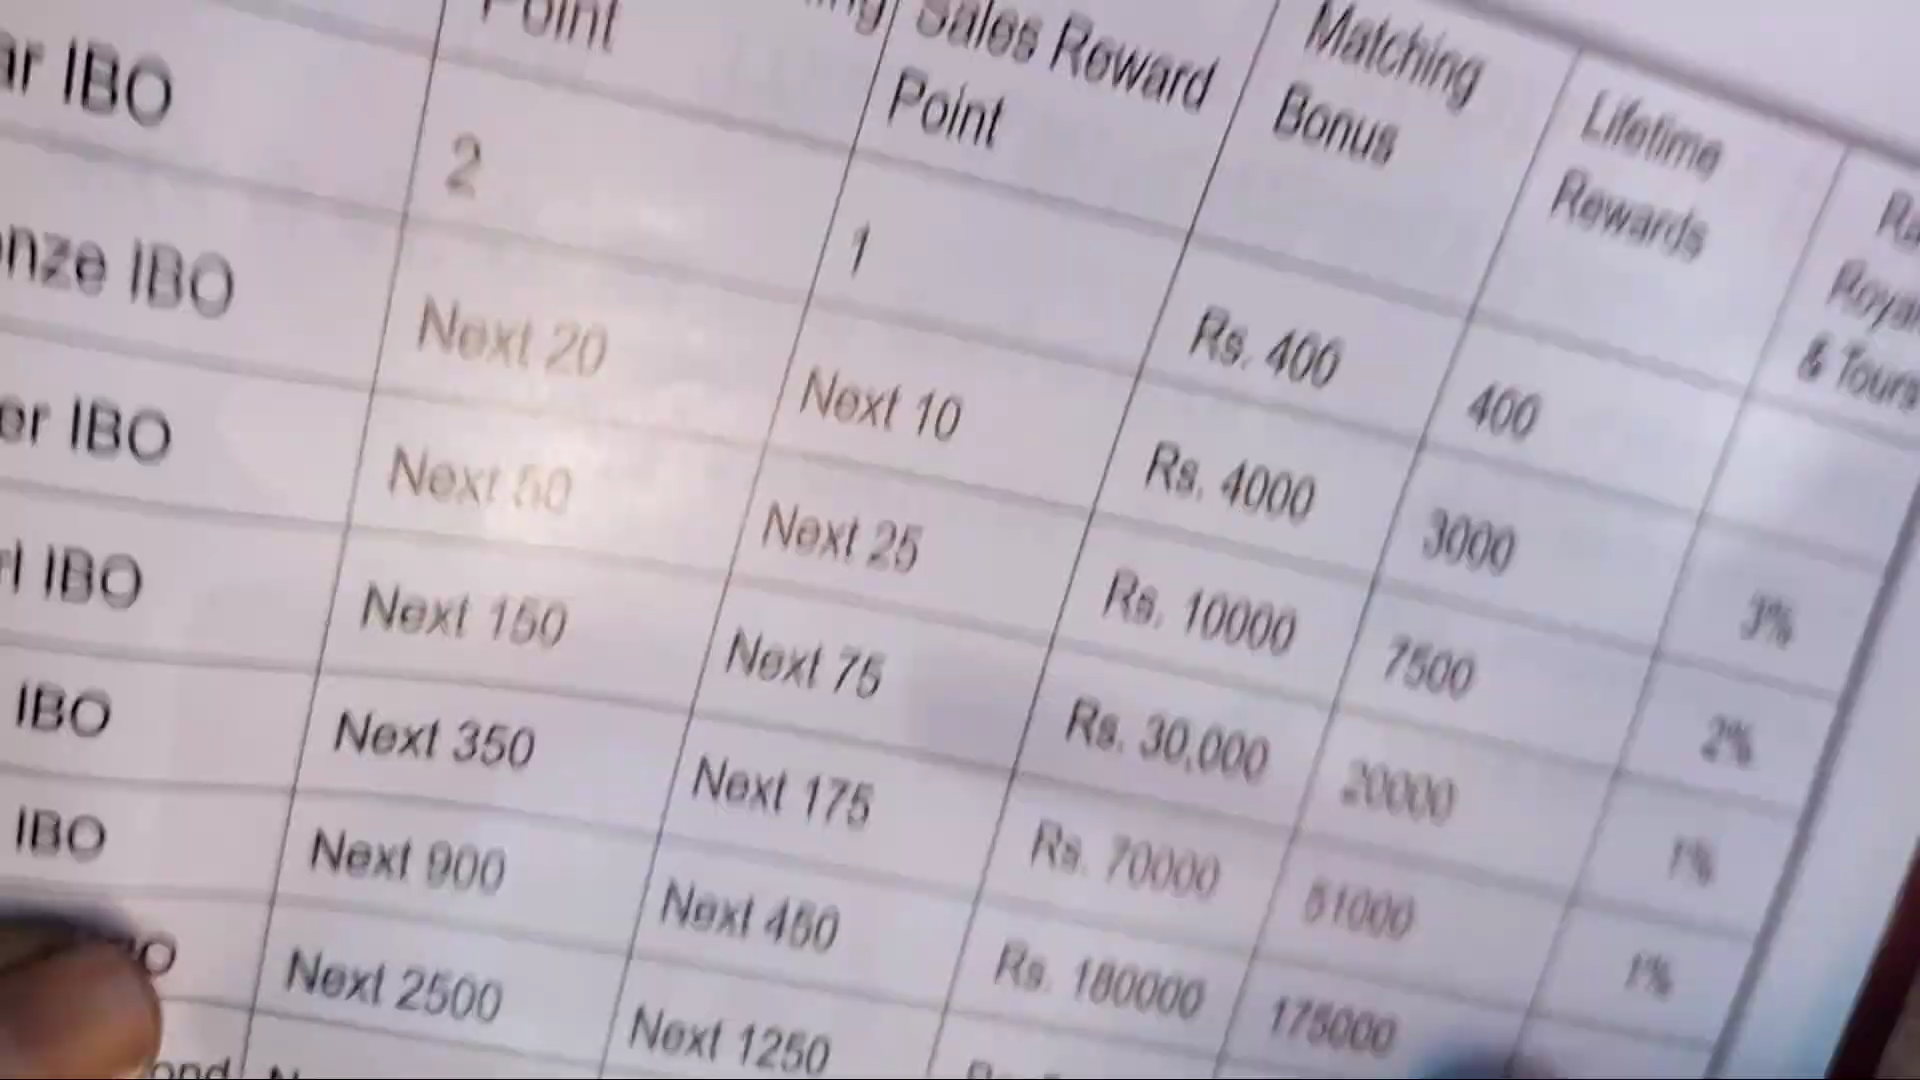 Point
Sales Reward
Point
Matching
Bonus
Lifetime
Rewards
& Tours
IBO 2 1 Rs. 400 400
IBO Next 20 Next 10 Rs. 4000 3000 3%
IBO Next 50 Next 25 Rs. 10000 7500 2%
IBO Next 150 Next 75 Rs. 30,000 20000 1%
IBO Next 350 Next 175 Rs. 70000 51000 1%
IBO Next 900 Next 450 Rs. 180000 175000
Next 2500 Next 1250